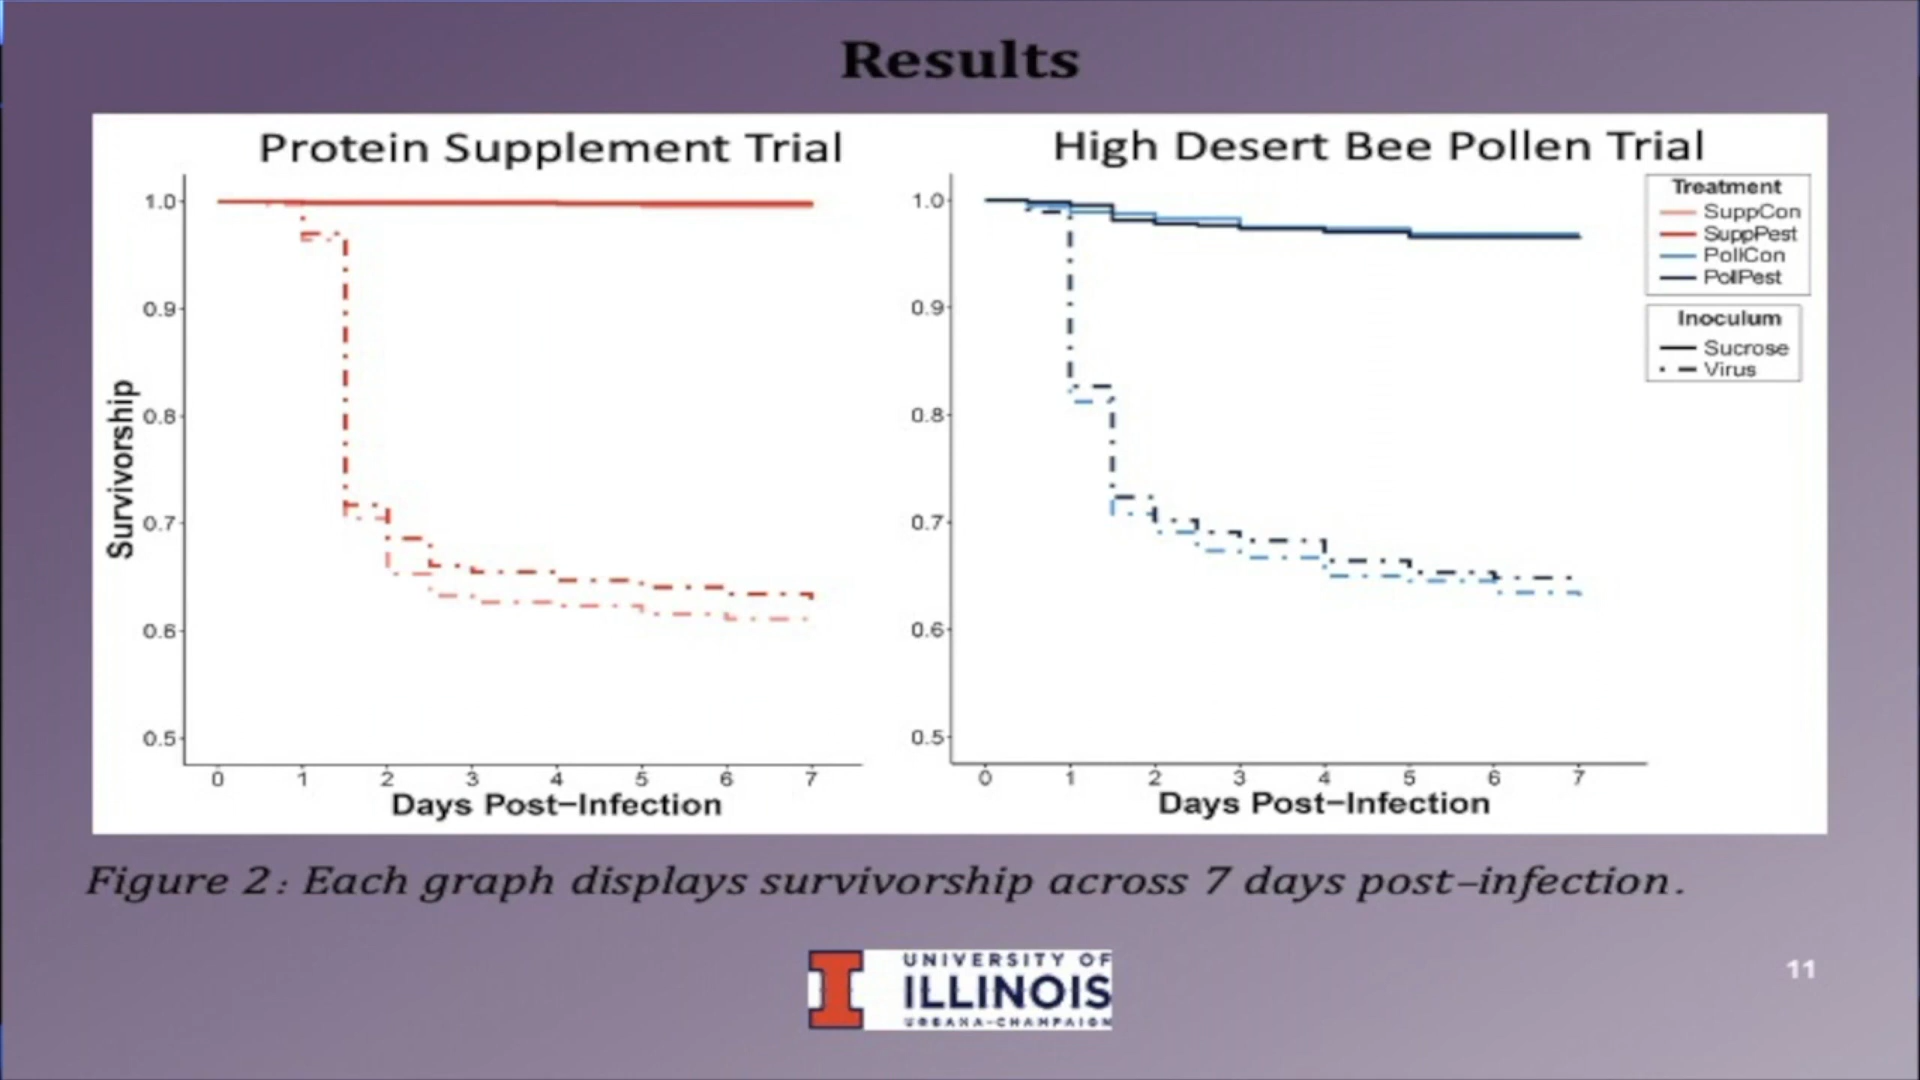 Results
Protein Supplement Trial
High Desert Bee Pollen Trial
Survivorship
1.0
0.9
0.8
0.7
0.6
0.5
0 1 2 3 4 5 6 7
Days Post-Infection
1.0
0.9
0.8
0.7
0.6
0.5
0 1 2 3 4 5 6 7
Days Post-Infection
Treatment
SuppCon
SuppPest
PollCon
PollPest
Inoculum
Sucrose
Virus
Figure 2: Each graph displays survivorship across 7 days post-infection.
UNIVERSITY OF
ILLINOIS
URBANA-CHAMPAIGN
11